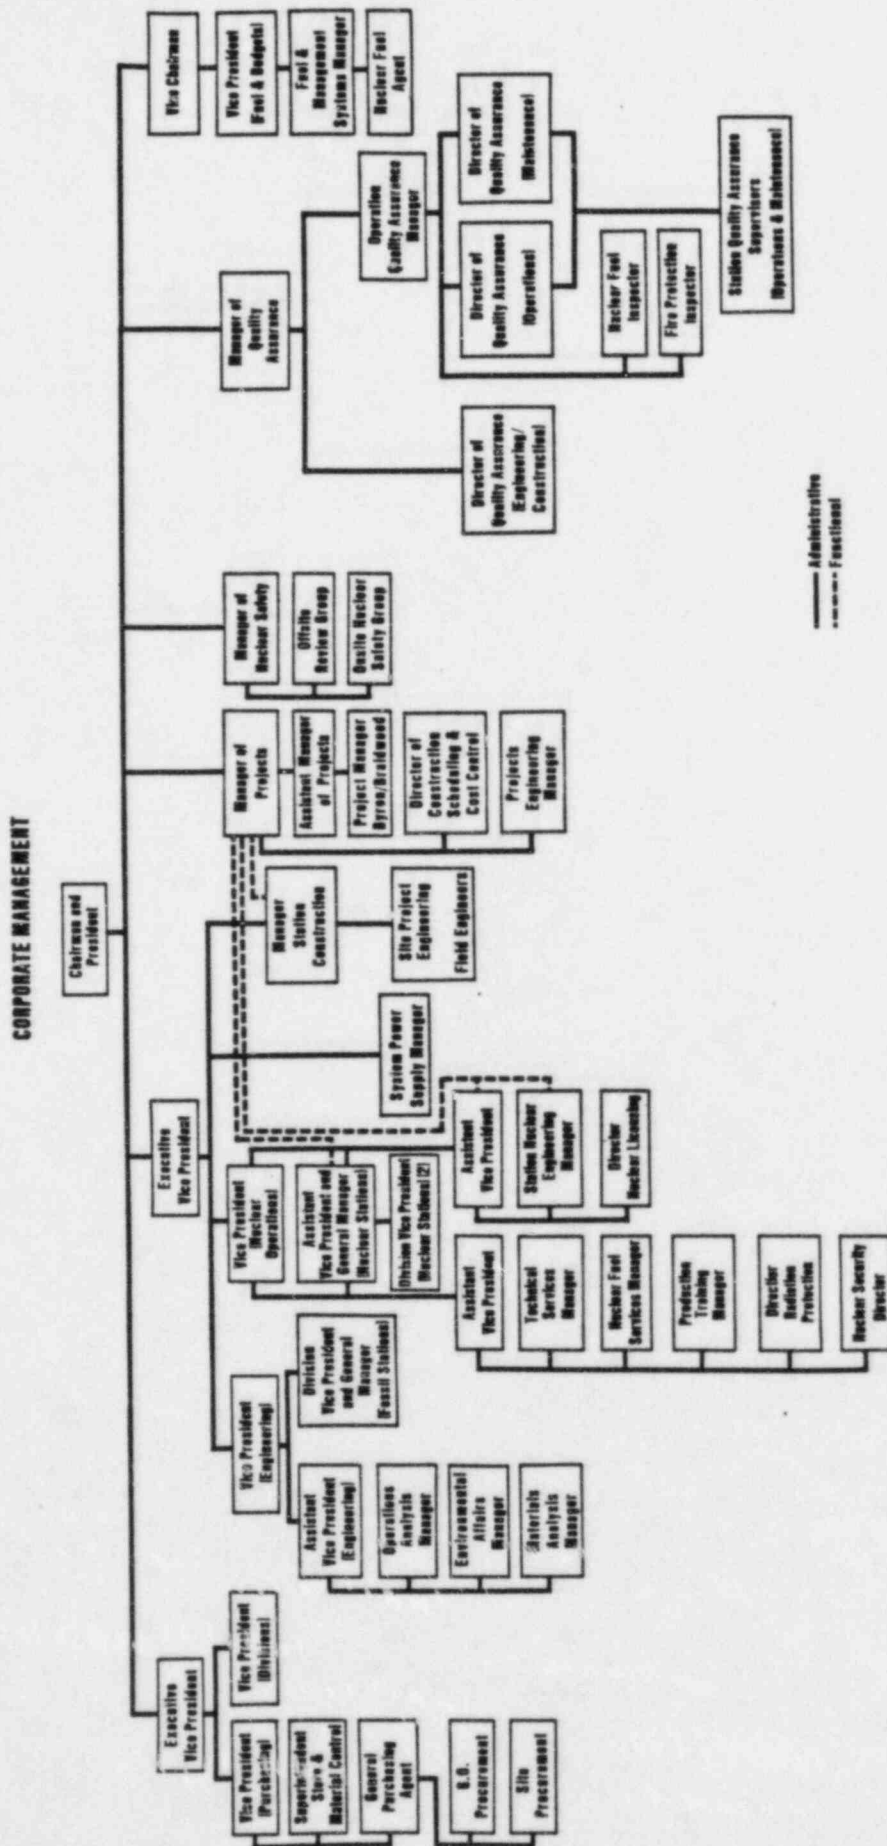 CORPORATE MANAGEMENT
Chairman and
President
Executive
Vice President
Vice President
(Purchasing)
Superintendent
Store &
Material Control
General
Purchasing
Agent
G.O.
Procurement
Site
Procurement
Vice President
(Divisions)
Executive
Vice President
Vice President
(Engineering)
Assistant
Vice President
(Engineering)
Operations
Analysis
Manager
Environmental
Affairs
Manager
Materials
Analysis
Manager
Division
Vice President
and General
Manager
(Fossil Stations)
Vice President
(Nuclear
Operations)
Assistant
Vice President and
General Manager
(Nuclear Stations)
Division Vice President
(Nuclear Stations) (2)
Assistant
Vice President
Technical
Services
Manager
Nuclear Fuel
Services Manager
Production
Training
Manager
Direction
Radiation
Protection
Nuclear Security
Director
Assistant
Vice President
Station Nuclear
Engineering
Manager
Director
Nuclear Licensing
System Power
Supply Manager
Manager
Station
Construction
Site Project
Engineering
Field Engineers
Manager of
Projects
Assistant Manager
of Projects
Project Manager
Byron/Braidwood
Director of
Construction
Scheduling &
Cost Control
Projects
Engineering
Manager
Manager of
Nuclear Safety
Offsite
Review Group
Onsite Nuclear
Safety Group
Manager of
Quality
Assurance
Director of
Quality Assurance
(Engineering/
Construction)
Operation
Quality Assurance
Manager
Director of
Quality Assurance
(Operations)
Director of
Quality Assurance
(Maintenance)
Nuclear Fuel
Inspector
Fire Protection
Inspector
Station Quality Assurance
Supervisors
(Operations & Maintenance)
Vice Chairman
Vice President
(Fuel & Budgets)
Fuel &
Management
Systems Manager
Nuclear Fuel
Agent
Administrative
Functional